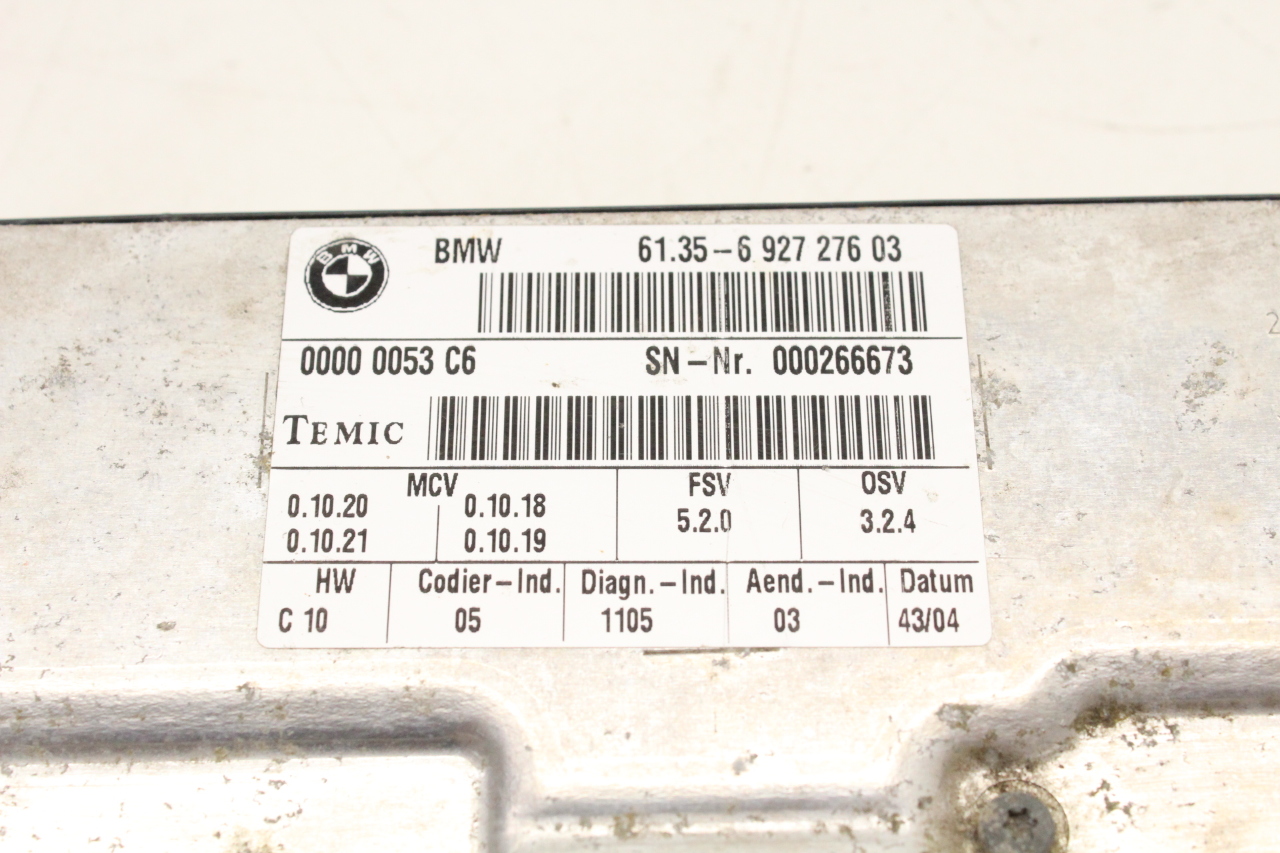 BMW
BMW 61.35-6 927 276 03
0000 0053 C6 SN-Nr. 000266673
TEMIC
MCV FSV OSV
0.10.20 0.10.18 5.2.0 3.2.4
0.10.21 0.10.19
HW Codier-Ind. Diagn.-Ind. Aend.-Ind. Datum
C 10 05 1105 03 43/04
2